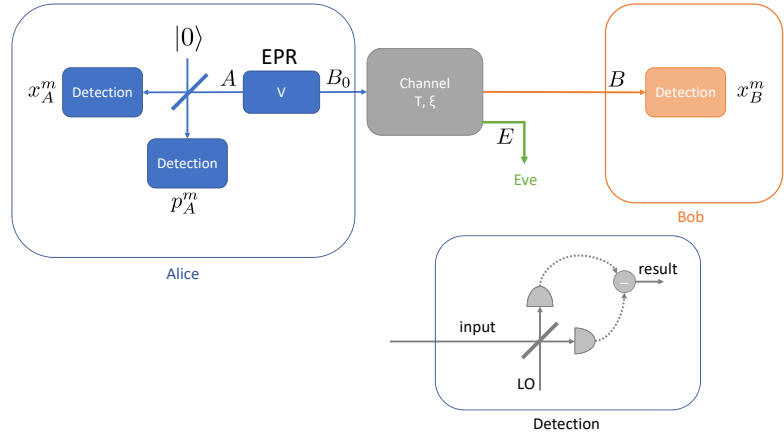 |0⟩
EPR
x_A^m
Detection
A
V
B_0
Channel
T, ξ
B
Detection
x_B^m
E
Detection
Eve
p_A^m
Bob
Alice
result
−
input
LO
Detection